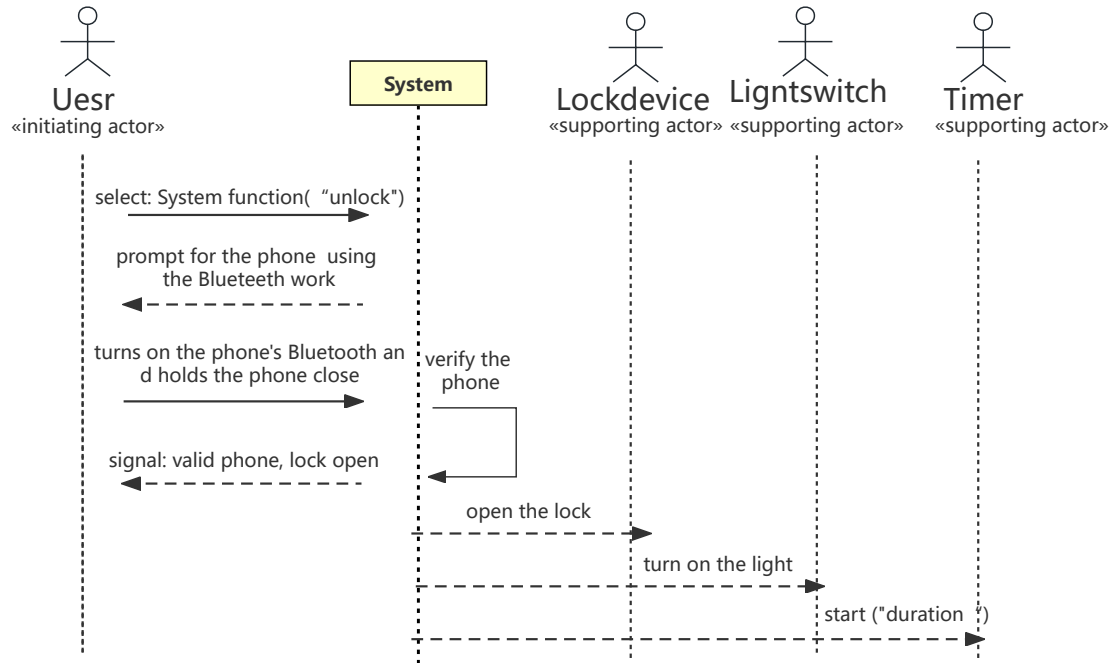 Uesr
«initiating actor»
System
Lockdevice
«supporting actor»
Ligntswitch
«supporting actor»
Timer
«supporting actor»
select: System function( “unlock")
prompt for the phone using
the Blueteeth work
turns on the phone's Bluetooth an
d holds the phone close
verify the
phone
signal: valid phone, lock open
open the lock
turn on the light
start ("duration “)